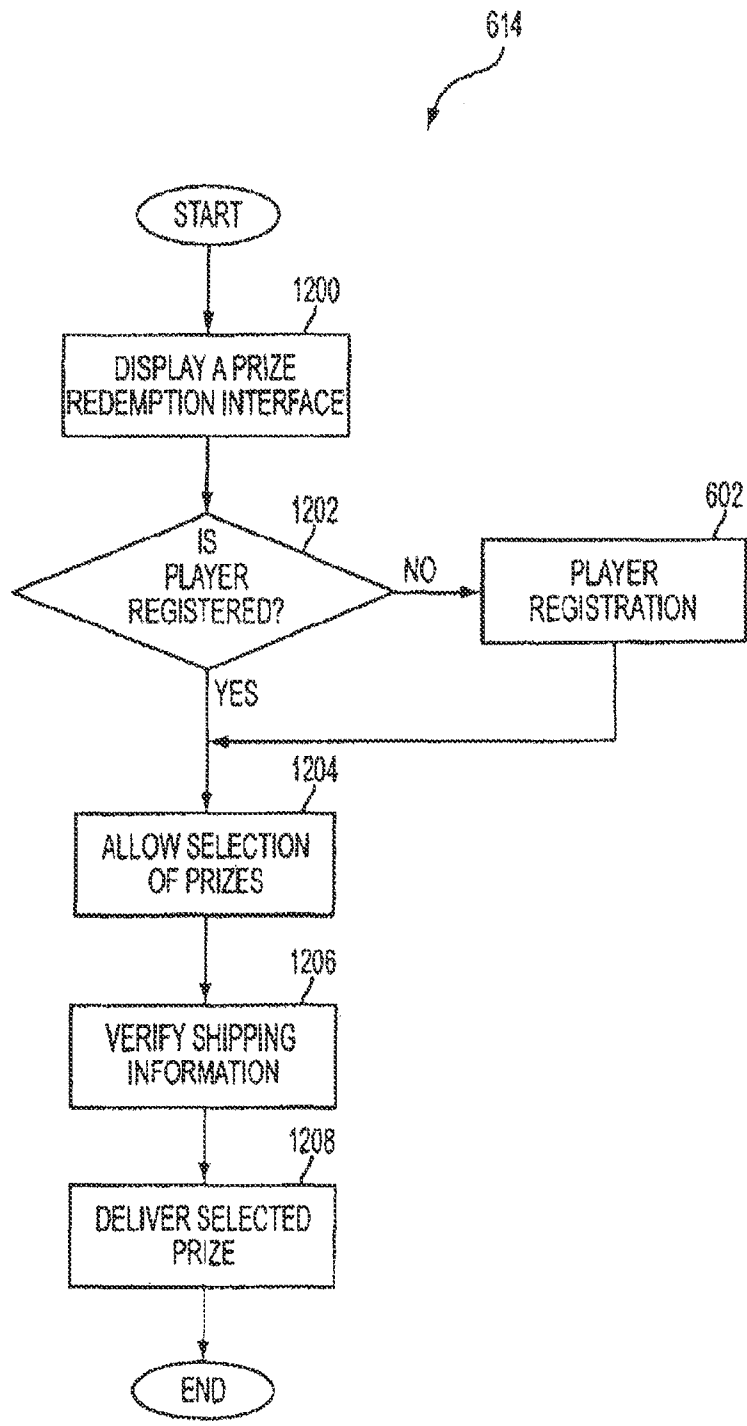 614
START
1200
DISPLAY A PRIZE
REDEMPTION INTERFACE
1202
IS
PLAYER
REGISTERED?
NO
602
PLAYER
REGISTRATION
YES
1204
ALLOW SELECTION
OF PRIZES
1206
VERIFY SHIPPING
INFORMATION
1208
DELIVER SELECTED
PRIZE
END